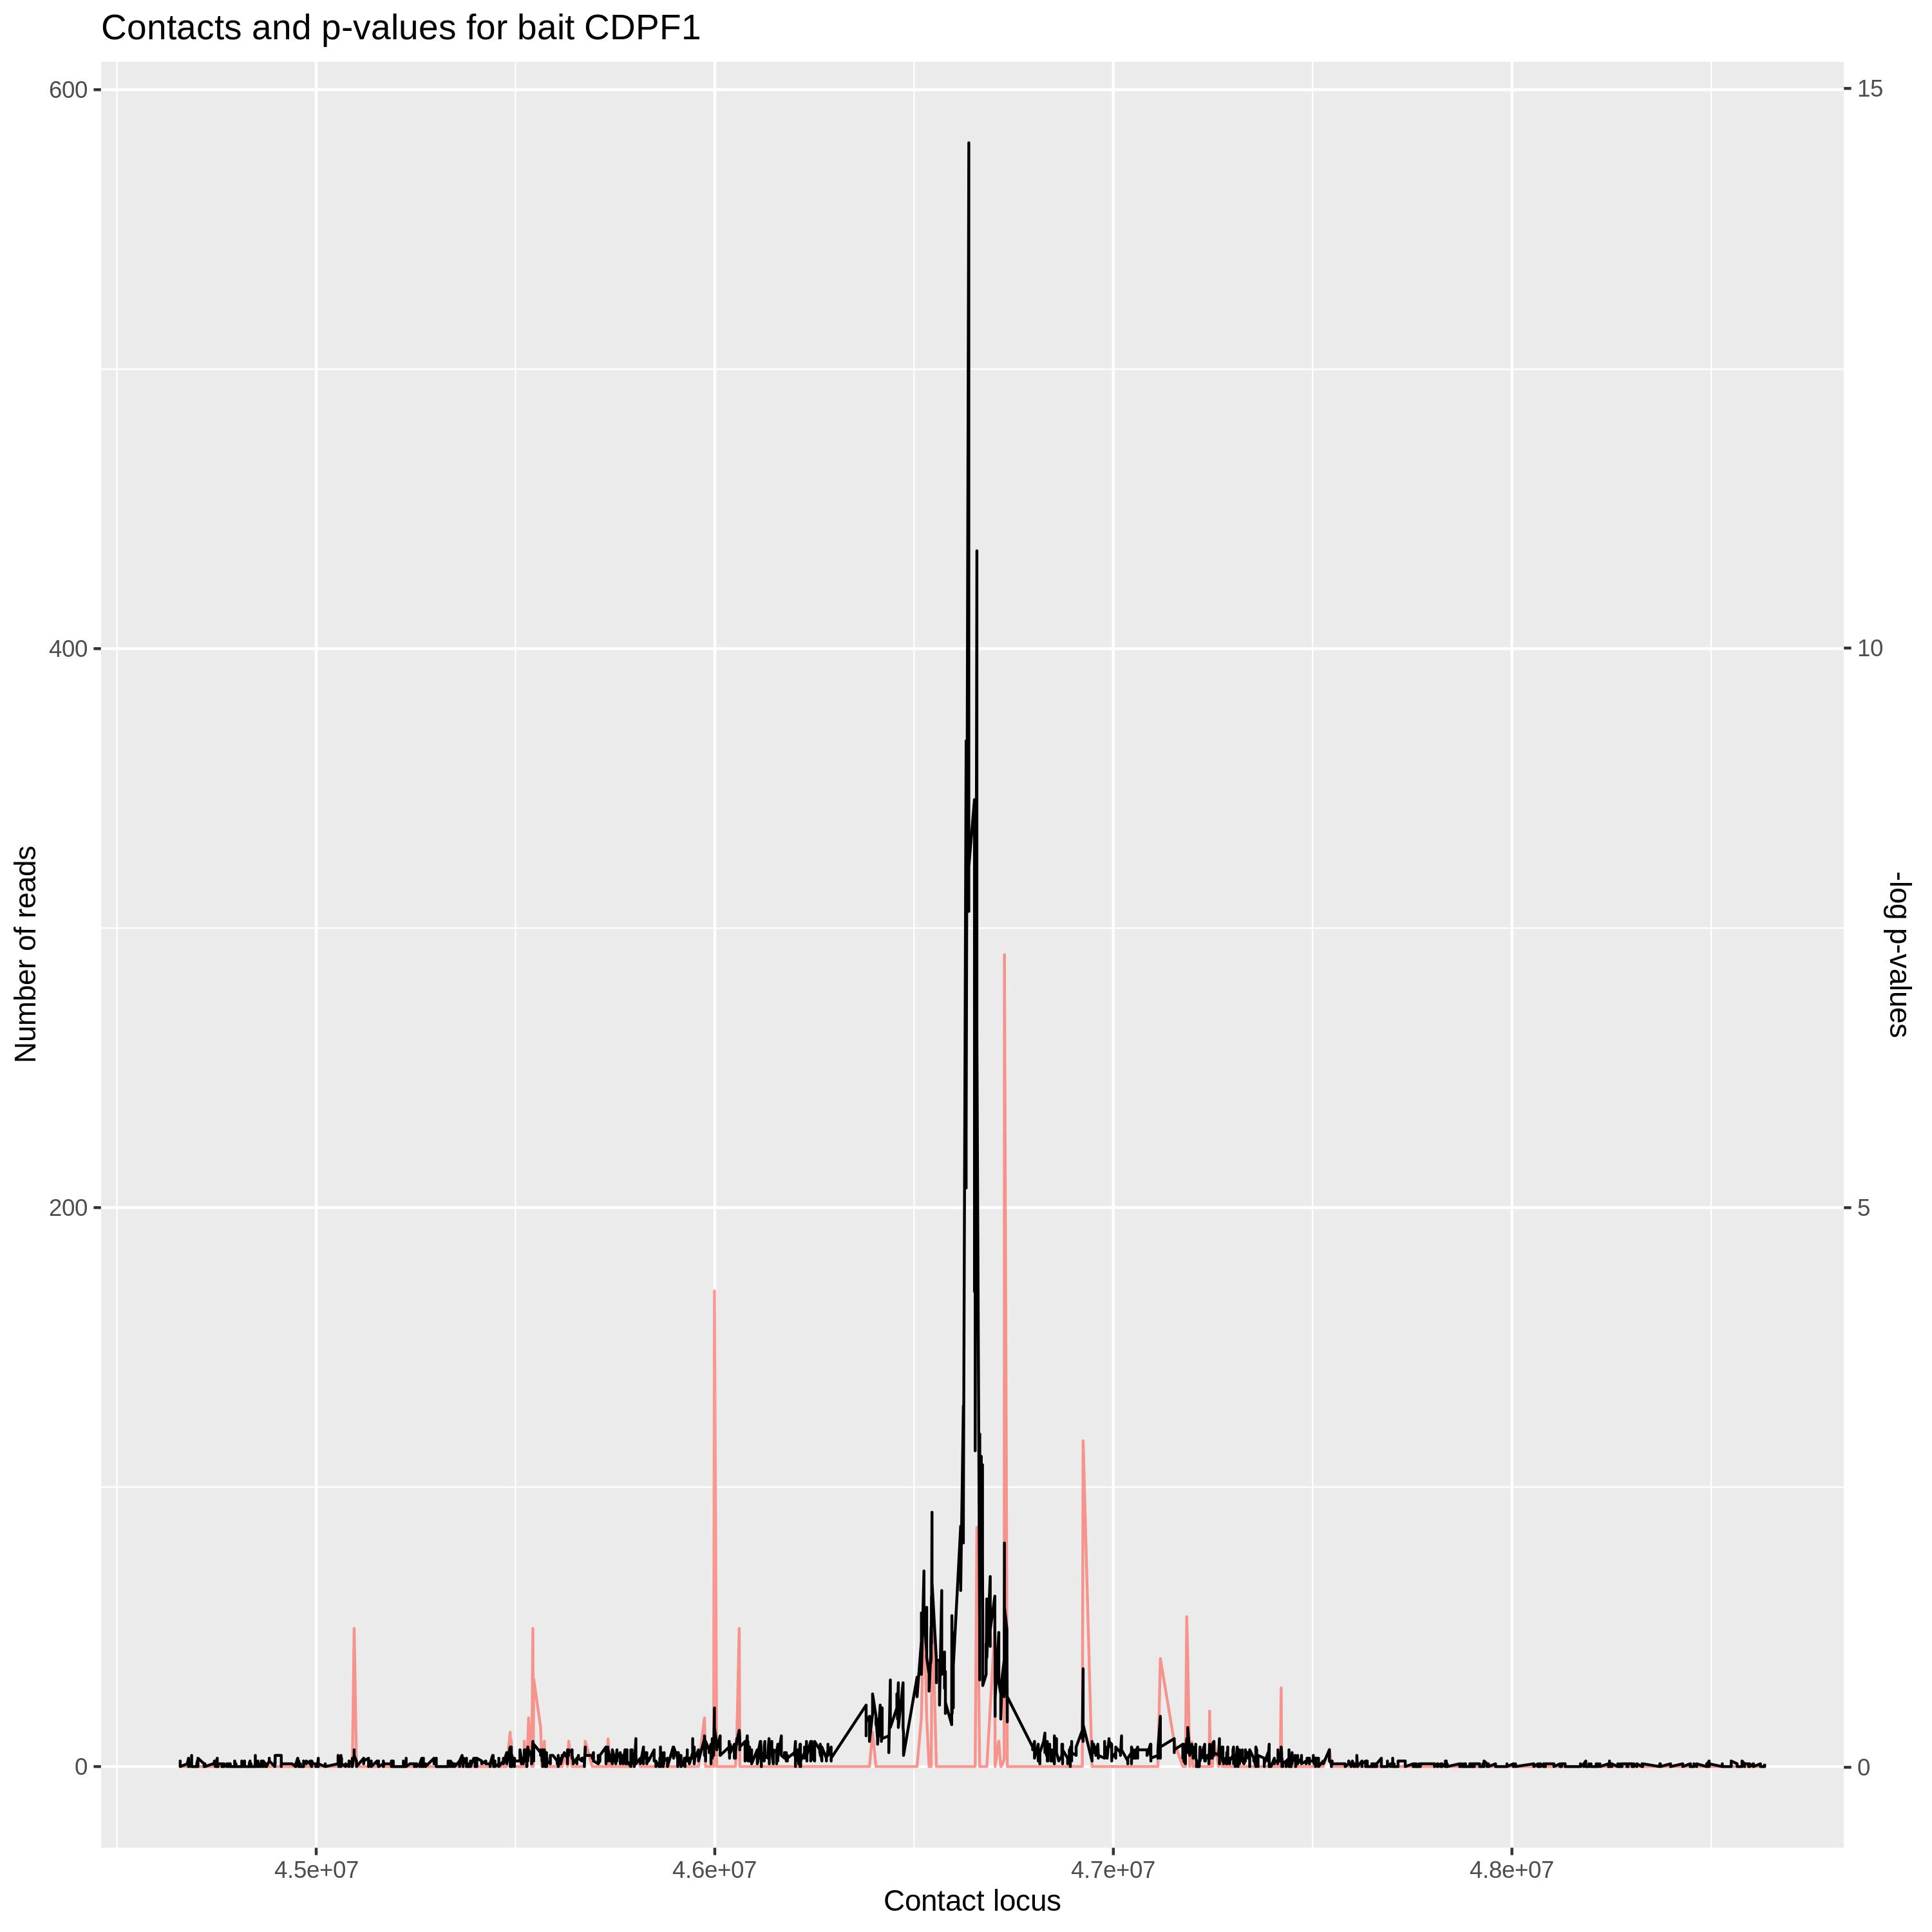 Contacts and p-values for bait CDPF1
600
400
200
0
Number of reads
15
10
5
0
-log p-values
4.5e+07
4.6e+07
4.7e+07
4.8e+07
Contact locus